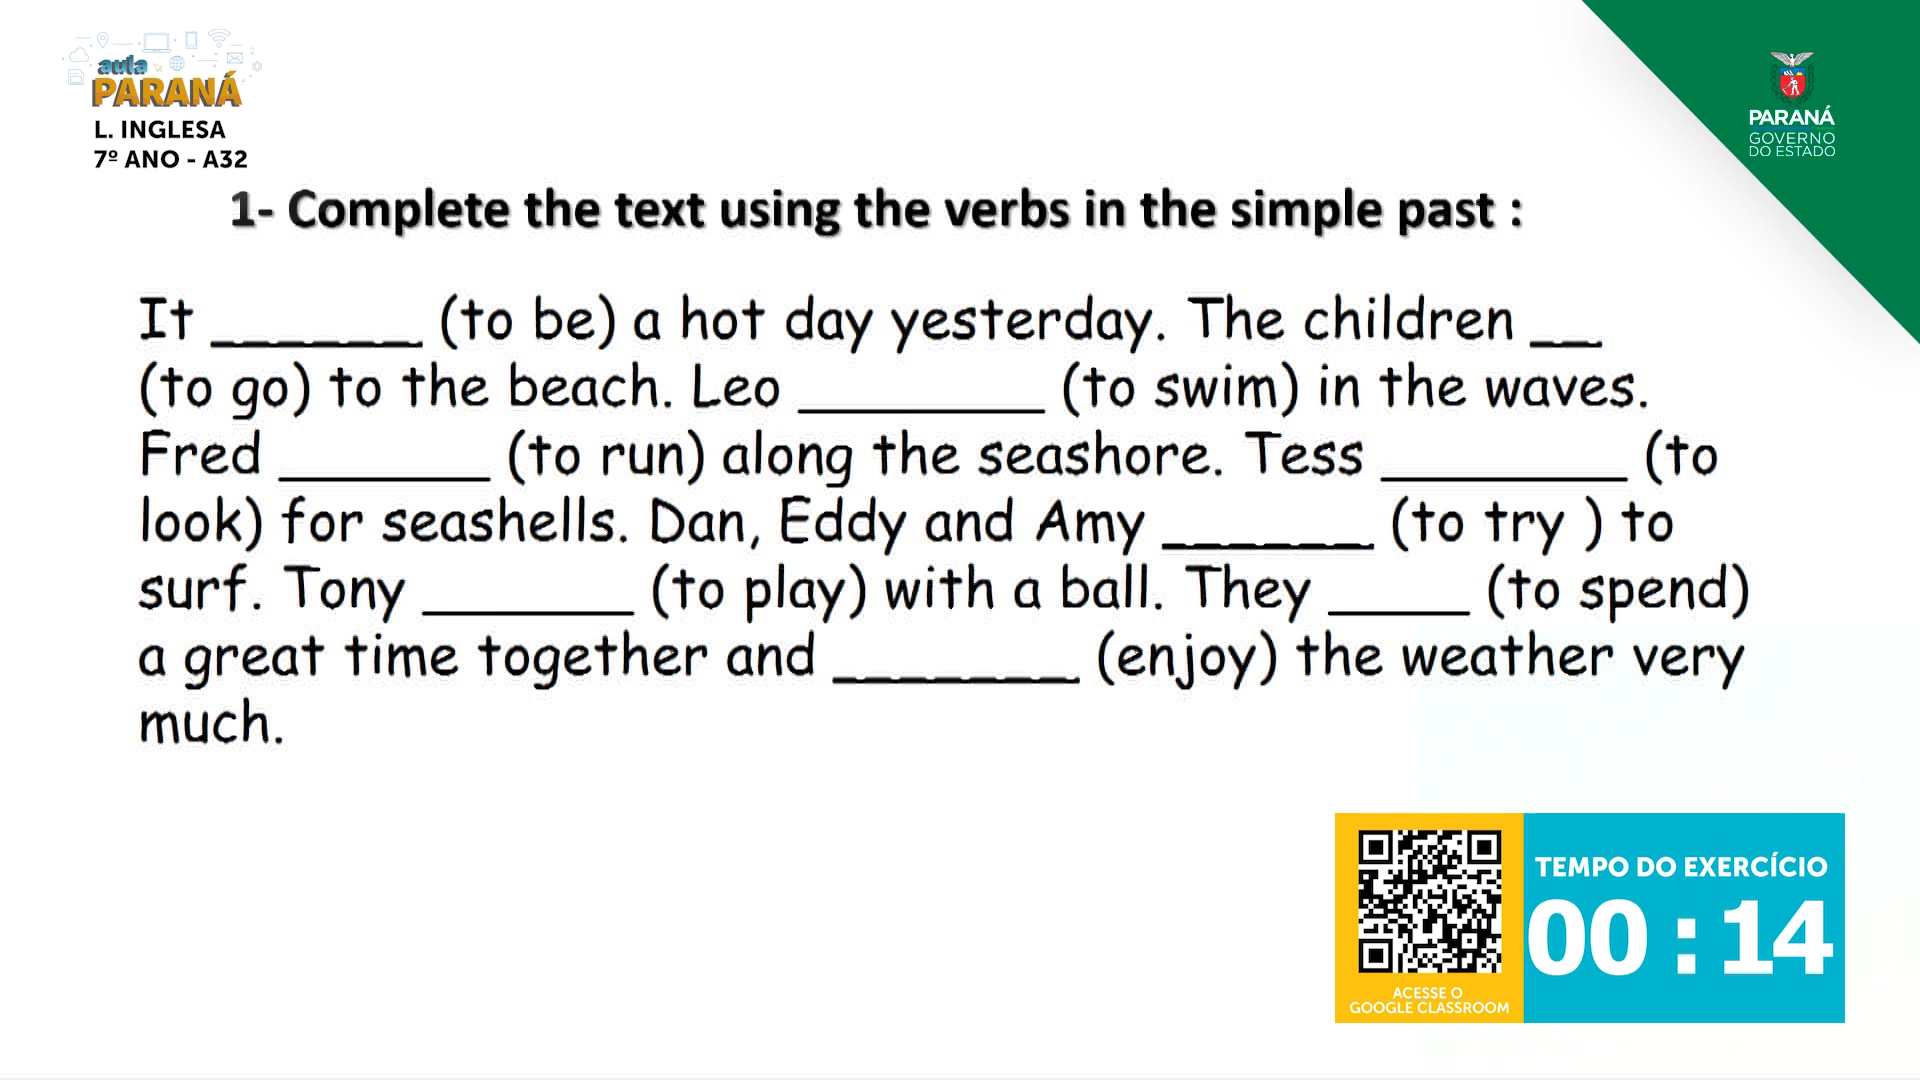 aula
PARANÁ
L. INGLESA
7º ANO - A32
PARANÁ
GOVERNO
DO ESTADO
1- Complete the text using the verbs in the simple past :
It ______ (to be) a hot day yesterday. The children __
(to go) to the beach. Leo _______ (to swim) in the waves.
Fred ______ (to run) along the seashore. Tess _______ (to
look) for seashells. Dan, Eddy and Amy ______ (to try ) to
surf. Tony ______ (to play) with a ball. They ____ (to spend)
a great time together and _______ (enjoy) the weather very
much.
TEMPO DO EXERCÍCIO
00 : 14
ACESSE O
GOOGLE CLASSROOM